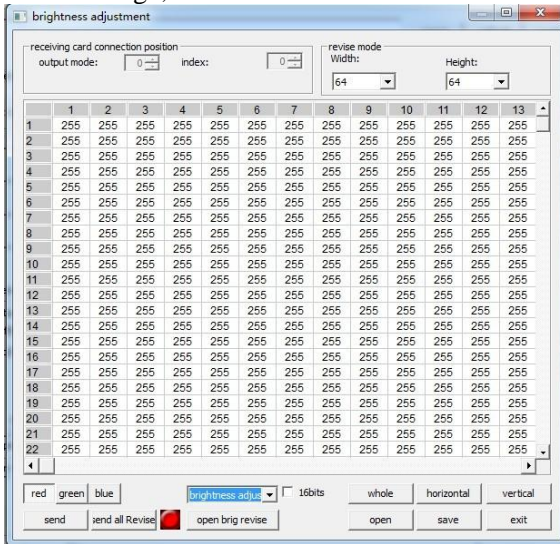 brightness adjustment
receiving card connection position
revise mode
output mode: 0 index: 0
Width: Height:
64 64
1 2 3 4 5 6 7 8 9 10 11 12 13
1 255 255 255 255 255 255 255 255 255 255 255 255 255
2 255 255 255 255 255 255 255 255 255 255 255 255 255
3 255 255 255 255 255 255 255 255 255 255 255 255 255
4 255 255 255 255 255 255 255 255 255 255 255 255 255
5 255 255 255 255 255 255 255 255 255 255 255 255 255
6 255 255 255 255 255 255 255 255 255 255 255 255 255
7 255 255 255 255 255 255 255 255 255 255 255 255 255
8 255 255 255 255 255 255 255 255 255 255 255 255 255
9 255 255 255 255 255 255 255 255 255 255 255 255 255
10 255 255 255 255 255 255 255 255 255 255 255 255 255
11 255 255 255 255 255 255 255 255 255 255 255 255 255
12 255 255 255 255 255 255 255 255 255 255 255 255 255
13 255 255 255 255 255 255 255 255 255 255 255 255 255
14 255 255 255 255 255 255 255 255 255 255 255 255 255
15 255 255 255 255 255 255 255 255 255 255 255 255 255
16 255 255 255 255 255 255 255 255 255 255 255 255 255
17 255 255 255 255 255 255 255 255 255 255 255 255 255
18 255 255 255 255 255 255 255 255 255 255 255 255 255
19 255 255 255 255 255 255 255 255 255 255 255 255 255
20 255 255 255 255 255 255 255 255 255 255 255 255 255
21 255 255 255 255 255 255 255 255 255 255 255 255 255
22 255 255 255 255 255 255 255 255 255 255 255 255 255
red green blue brightness adjus 16bits whole horizontal vertical
send send all Revise open brig revise open save exit